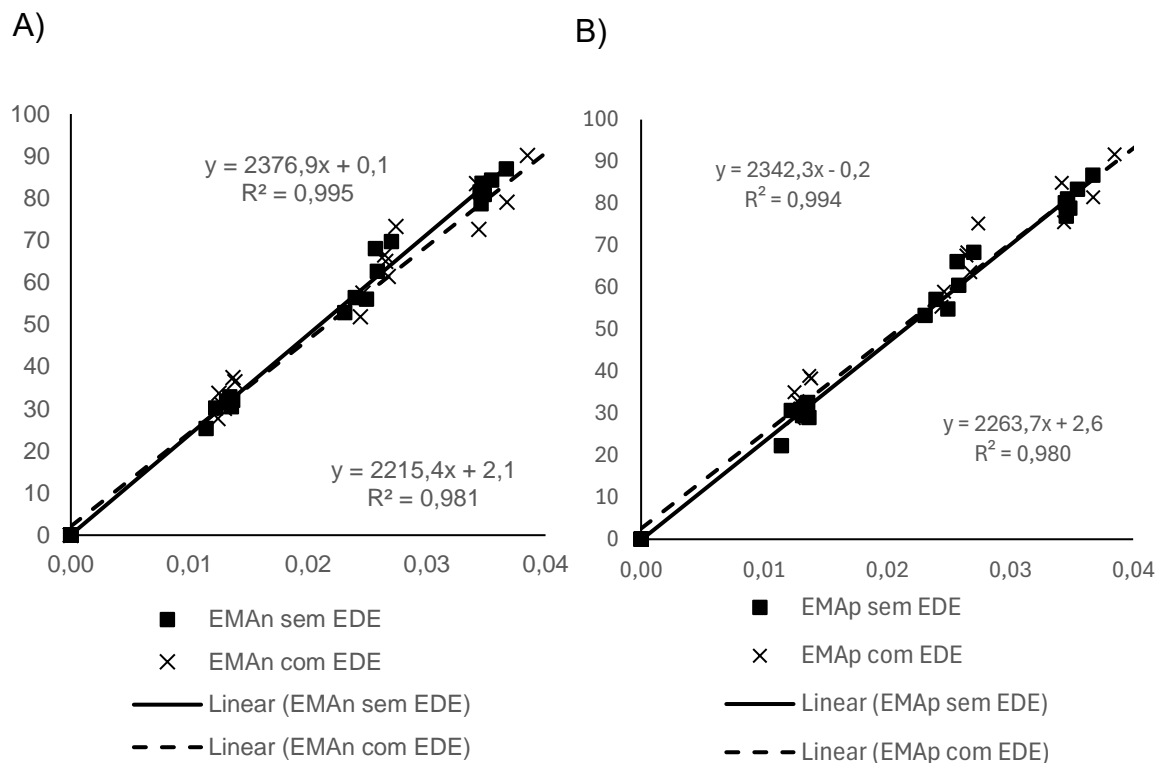 A)
100
90
80
70
60
50
40
30
20
10
0
y = 2376,9x + 0,1
R² = 0,995
y = 2215,4x + 2,1
R² = 0,981
0,00 0,01 0,02 0,03 0,04
EMAn sem EDE
EMAn com EDE
Linear (EMAn sem EDE)
Linear (EMAn com EDE)
B)
100
90
80
70
60
50
40
30
20
10
0
y = 2342,3x - 0,2
R² = 0,994
y = 2263,7x + 2,6
R² = 0,980
0,00 0,01 0,02 0,03 0,04
EMAp sem EDE
EMAp com EDE
Linear (EMAp sem EDE)
Linear (EMAp com EDE)